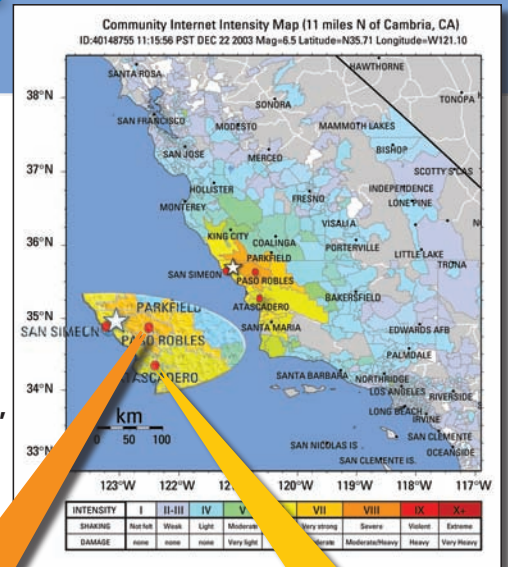 Community Internet Intensity Map (11 miles N of Cambria, CA)
ID:40148755 11:15:56 PST DEC 22 2003 Mag=6.5 Latitude=N35.71 Longitude=W121.10
HAWTHORNE
SANTA ROSA
38°N
TONOPA
SONORA
SAN FRANCISCO
MODESTO
MAMMOTH LAKES
BISHOP
SAN JOSE
MERCED
37°N
SCOTTY'S CAS
HOLLISTER
INDEPENDENCE
FRESNO
LONE PINE
MONTEREY
VISALIA
KING CITY
36°N
COALINGA
PORTERVILLE
PARKFIELD
LITTLE LAKE
SAN SIMEON
TRONA
PASO ROBLES
ATASCADERO
BAKERSFIELD
PARKFIELD
35°N
SAN SIMEON
SANTA MARIA
EDWARDS AFB
PASO ROBLES
PALMDALE
SANTA BARBARA
NORTHRIDGE
34°N
ATASCADERO
LOS ANGELES
RIVERSIDE
km
LONG BEACH
IRVINE
0 50 100
SAN CLEMENTE
SAN NICOLAS IS.
OCEANSIDE
33°N
SAN CLEMENTE IS.
123°W 122°W 121°W 120°W 119°W 118°W 117°W
INTENSITY I II-III IV V VII VIII IX X+
SHAKING Not felt Weak Light Moderate Very strong Severe Violent Extreme
DAMAGE none none none Very light Moderate/Heavy Heavy Very Heavy